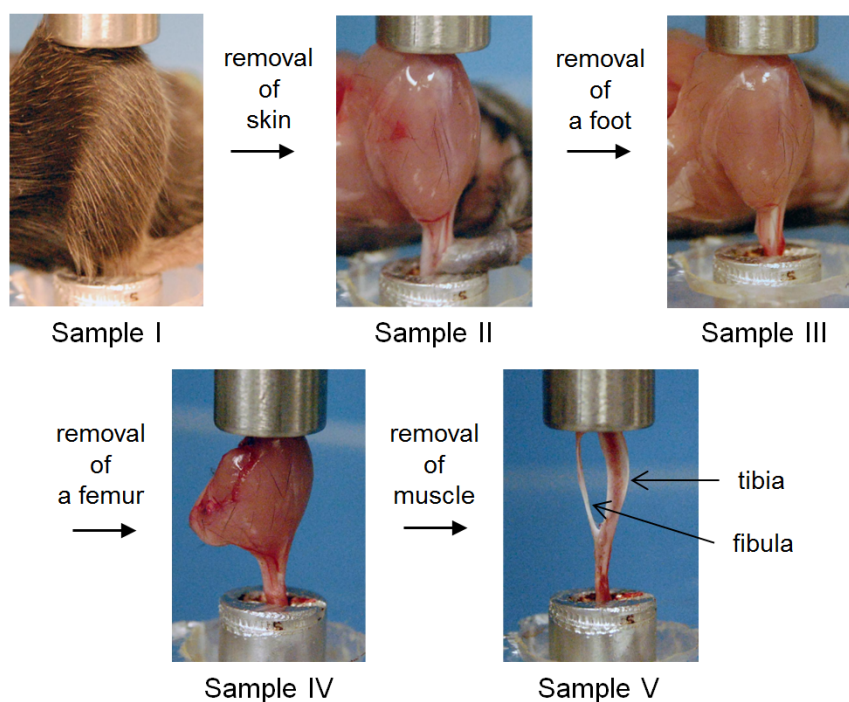 removal
of
skin
removal
of
a foot
Sample I
Sample II
Sample III
removal
of
a femur
removal
of
muscle
tibia
fibula
Sample IV
Sample V